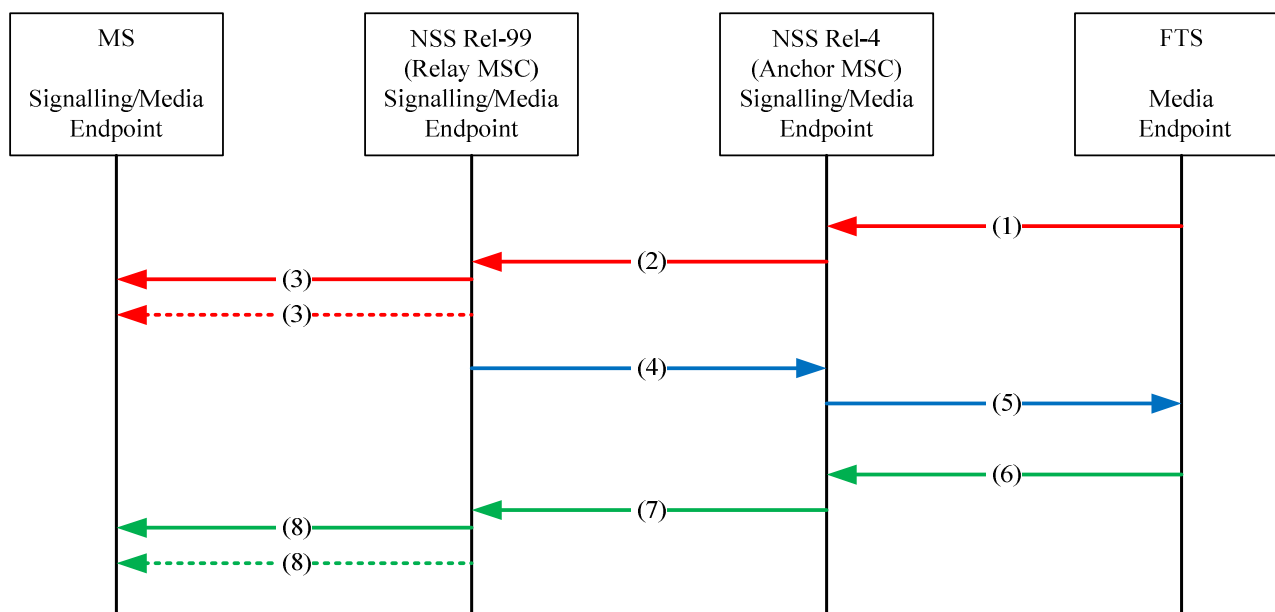 MS
Signalling/Media
Endpoint
NSS Rel-99
(Relay MSC)
Signalling/Media
Endpoint
NSS Rel-4
(Anchor MSC)
Signalling/Media
Endpoint
FTS
Media
Endpoint
(1)
(2)
(3)
(3)
(4)
(5)
(6)
(7)
(8)
(8)